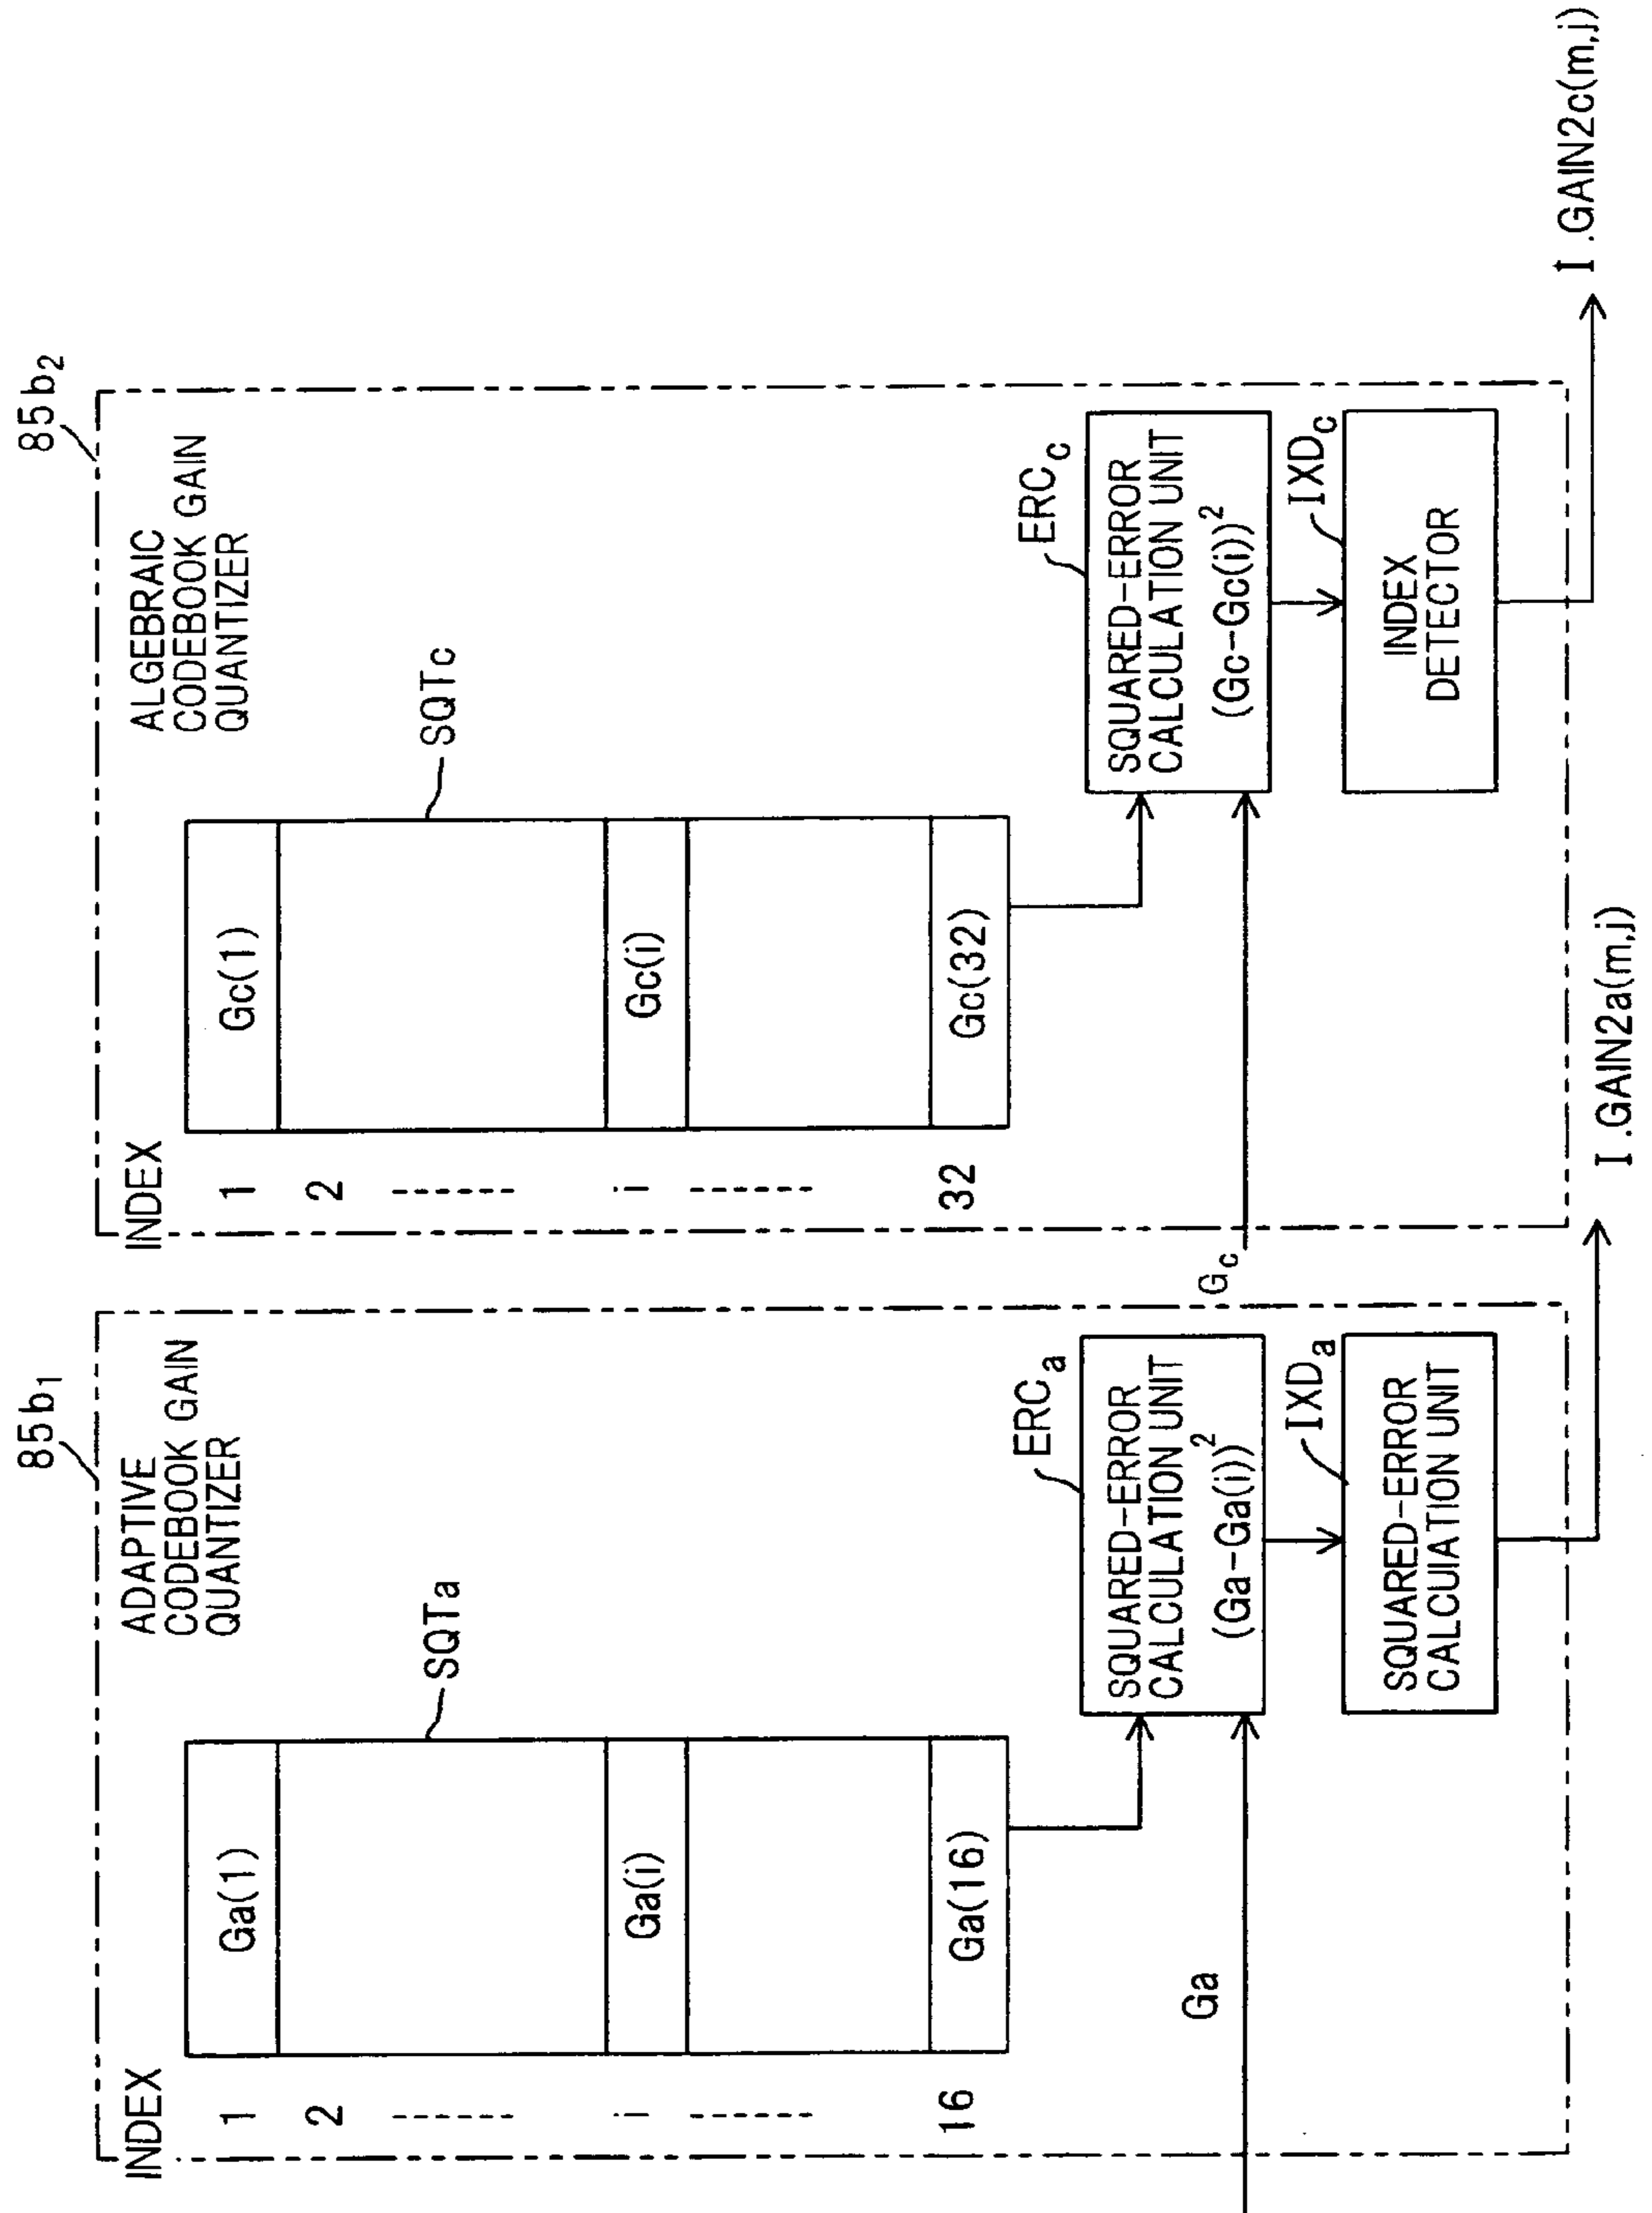 85b1
ADAPTIVE
CODEBOOK GAIN
QUANTIZER
INDEX
1
2
i
16
Ga(1)
Ga(i)
Ga(16)
SQTa
Ga
ERCa
SQUARED-ERROR
CALCULATION UNIT
(Ga-Ga(i))2
IXDa
SQUARED-ERROR
CALCUIATION UNIT
I.GAIN2a(m,j)
85b2
ALGEBRAIC
CODEBOOK GAIN
QUANTIZER
INDEX
1
2
i
32
Gc(1)
Gc(i)
Gc(32)
SQTc
Gc
ERCc
SQUARED-ERROR
CALCULATION UNIT
(Gc-Gc(i))2
IXDc
INDEX
DETECTOR
I.GAIN2c(m,j)